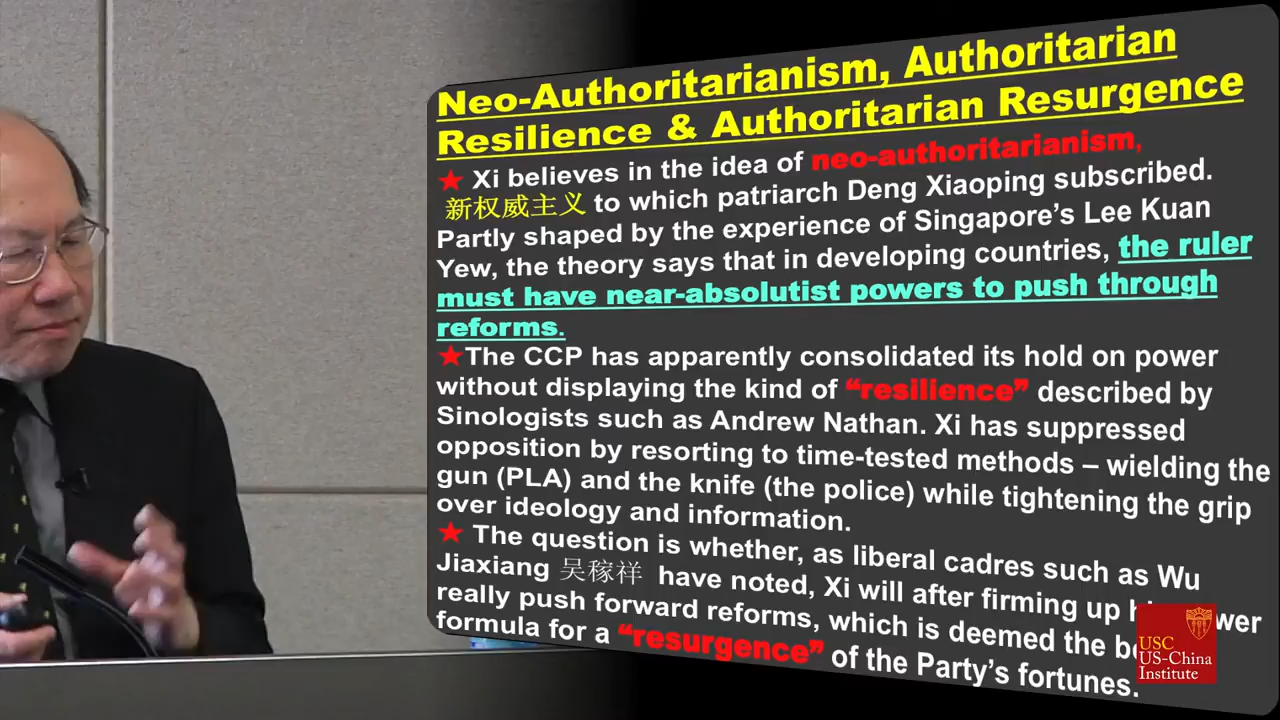 Neo-Authoritarianism, Authoritarian
Resilience & Authoritarian Resurgence
★ Xi believes in the idea of neo-authoritarianism,
新权威主义 to which patriarch Deng Xiaoping subscribed.
Partly shaped by the experience of Singapore’s Lee Kuan
Yew, the theory says that in developing countries, the ruler
must have near-absolutist powers to push through
reforms.
★The CCP has apparently consolidated its hold on power
without displaying the kind of “resilience” described by
Sinologists such as Andrew Nathan. Xi has suppressed
opposition by resorting to time-tested methods – wielding the
gun (PLA) and the knife (the police) while tightening the grip
over ideology and information.
★ The question is whether, as liberal cadres such as Wu
Jiaxiang 吴稼祥 have noted, Xi will after firming up
really push forward reforms, which is deemed the
formula for a “resurgence” of the Party’s fortunes.
USC
US-China
Institute